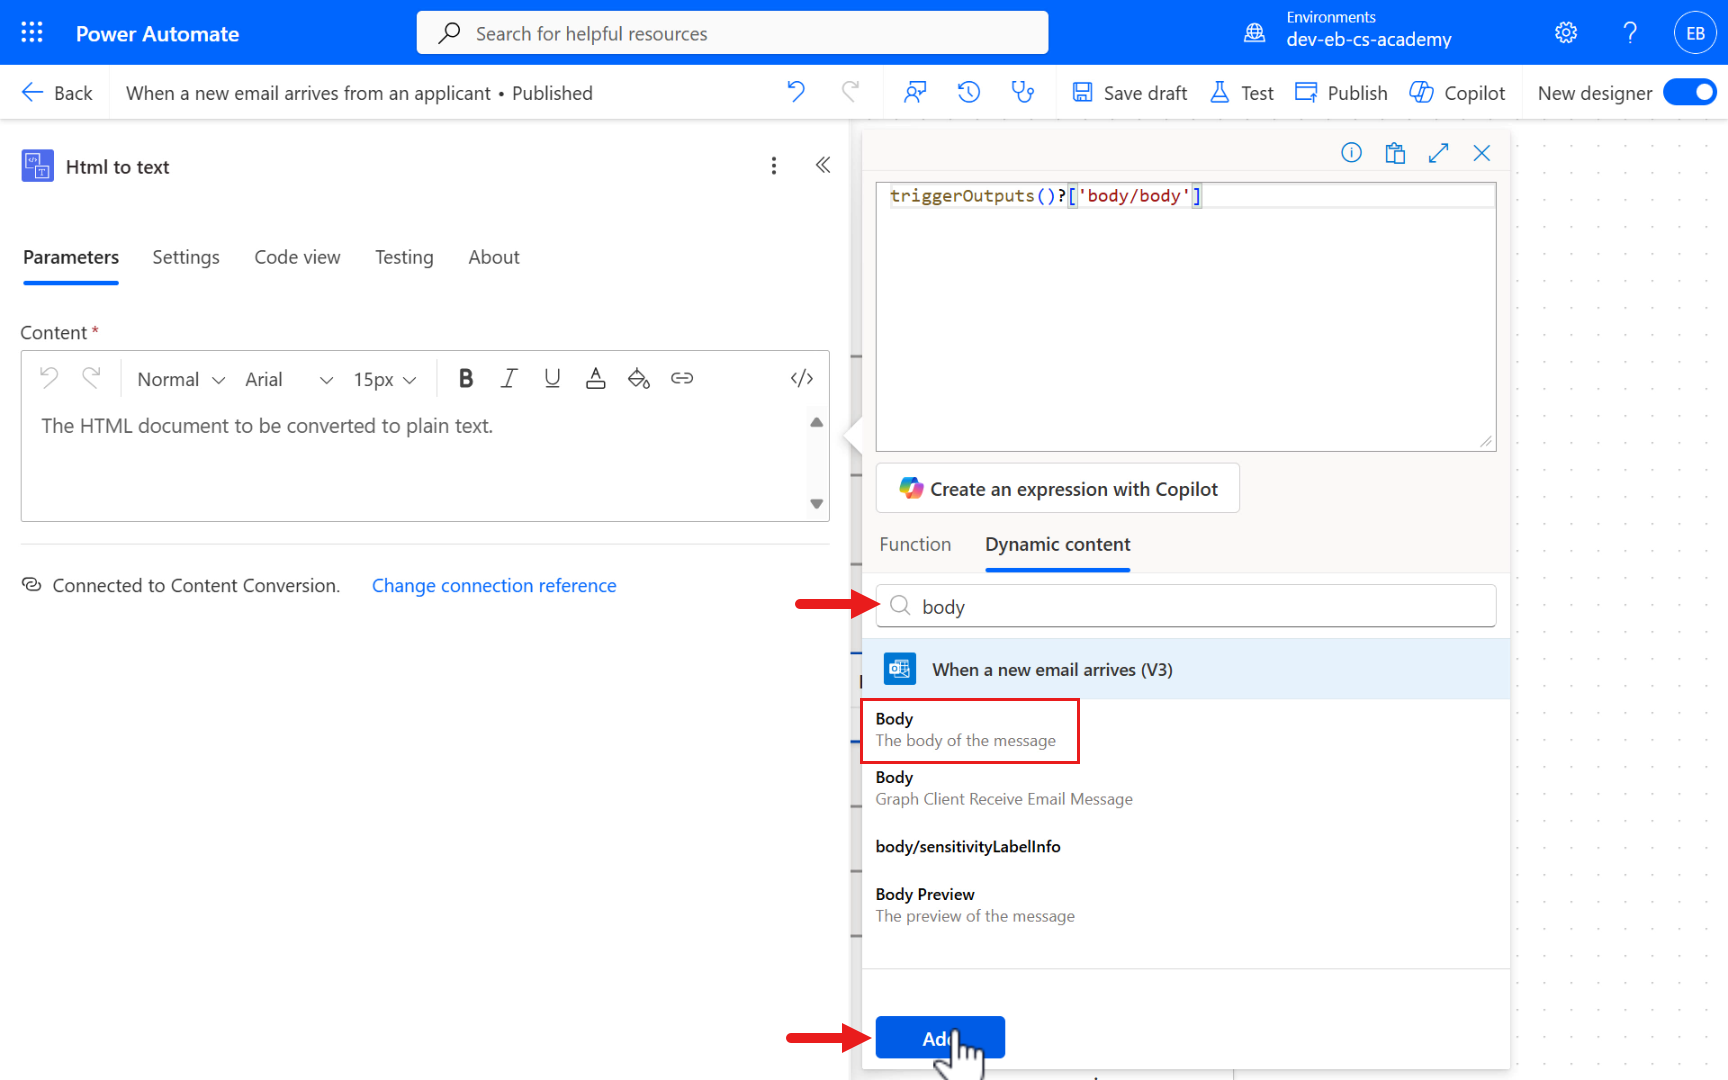 Power Automate
Search for helpful resources
Environments
dev-eb-cs-academy
EB
Back
When a new email arrives from an applicant • Published
Save draft
Test
Publish
Copilot
New designer
Html to text
Parameters
Settings
Code view
Testing
About
Content *
Normal
Arial
15px
The HTML document to be converted to plain text.
Connected to Content Conversion.
Change connection reference
triggerOutputs()?['body/body']
Create an expression with Copilot
Function
Dynamic content
body
When a new email arrives (V3)
Body
The body of the message
Body
Graph Client Receive Email Message
body/sensitivityLabelInfo
Body Preview
The preview of the message
Add